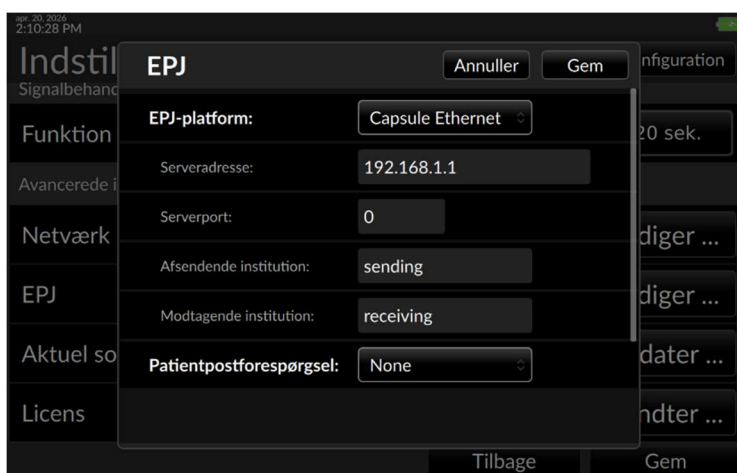 apr. 20, 2026
2:10:28 PM
Indstil
nfiguration
EPJ
Annuller
Gem
Signalbehand
EPJ-platform:
Capsule Ethernet
Funktion
20 sek.
Serveradresse:
192.168.1.1
Avancerede i
Serverport:
0
Netværk
diger ...
Afsendende institution:
sending
EPJ
diger ...
Modtagende institution:
receiving
Aktuel so
dater ...
Patientpostforespørgsel:
None
Licens
ndter ...
Tilbage
Gem